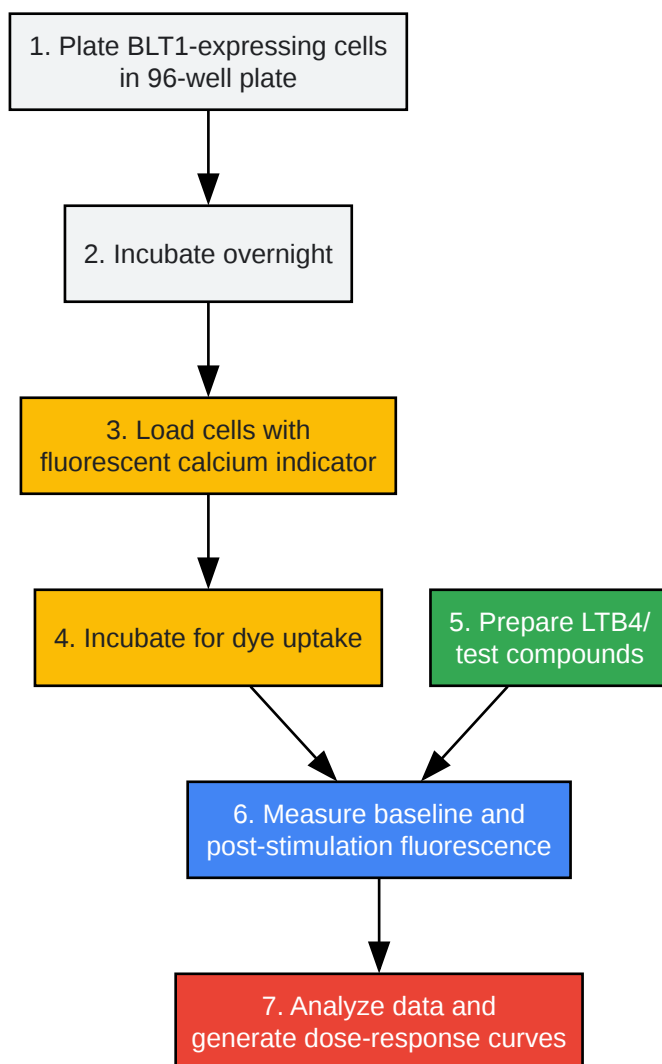 1. Plate BLT1-expressing cells
in 96-well plate
2. Incubate overnight
3. Load cells with
fluorescent calcium indicator
4. Incubate for dye uptake
5. Prepare LTB4/
test compounds
6. Measure baseline and
post-stimulation fluorescence
7. Analyze data and
generate dose-response curves